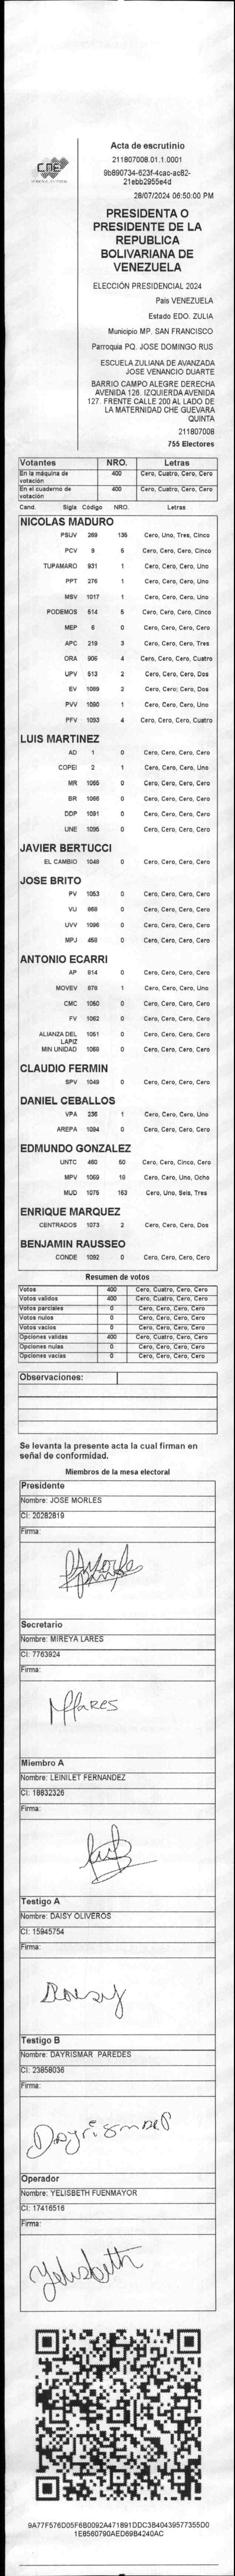 CNE
Acta de escrutinio
211807008.01.1.0001
9b890734-623f-4cac-ac82-
21ebb2955e4d
28/07/2024 06:50:00 PM
PRESIDENTA O
PRESIDENTE DE LA
REPUBLICA
BOLIVARIANA DE
VENEZUELA
ELECCIÓN PRESIDENCIAL 2024
País VENEZUELA
Estado EDO. ZULIA
Municipio MP. SAN FRANCISCO
Parroquia PQ. JOSE DOMINGO RUS
ESCUELA ZULIANA DE AVANZADA
JOSE VENANCIO DUARTE
BARRIO CAMPO ALEGRE DERECHA
AVENIDA 126. IZQUIERDA AVENIDA
127. FRENTE CALLE 200 AL LADO DE
LA MATERNIDAD CHE GUEVARA
QUINTA
211807008
755 Electores
Votantes NRO. Letras
En la máquina de votación 400 Cero, Cuatro, Cero, Cero
En el cuaderno de votación 400 Cero, Cuatro, Cero, Cero
Cand. Sigla Código NRO. Letras
NICOLAS MADURO
PSUV 269 135 Cero, Uno, Tres, Cinco
PCV 9 5 Cero, Cero, Cero, Cinco
TUPAMARO 931 1 Cero, Cero, Cero, Uno
PPT 276 1 Cero, Cero, Cero, Uno
MSV 1017 1 Cero, Cero, Cero, Uno
PODEMOS 514 5 Cero, Cero, Cero, Cinco
MEP 6 0 Cero, Cero, Cero, Cero
APC 219 3 Cero, Cero, Cero, Tres
ORA 906 4 Cero, Cero, Cero, Cuatro
UPV 513 2 Cero, Cero, Cero, Dos
EV 1089 2 Cero, Cero, Cero, Dos
PVV 1090 1 Cero, Cero, Cero, Uno
PFV 1093 4 Cero, Cero, Cero, Cuatro
LUIS MARTINEZ
AD 1 0 Cero, Cero, Cero, Cero
COPEI 2 1 Cero, Cero, Cero, Uno
MR 1065 0 Cero, Cero, Cero, Cero
BR 1066 0 Cero, Cero, Cero, Cero
DDP 1091 0 Cero, Cero, Cero, Cero
UNE 1095 0 Cero, Cero, Cero, Cero
JAVIER BERTUCCI
EL CAMBIO 1048 0 Cero, Cero, Cero, Cero
JOSE BRITO
PV 1053 0 Cero, Cero, Cero, Cero
VU 868 0 Cero, Cero, Cero, Cero
UVV 1096 0 Cero, Cero, Cero, Cero
MPJ 458 0 Cero, Cero, Cero, Cero
ANTONIO ECARRI
AP 814 0 Cero, Cero, Cero, Cero
MOVEV 878 1 Cero, Cero, Cero, Uno
CMC 1050 0 Cero, Cero, Cero, Cero
FV 1062 0 Cero, Cero, Cero, Cero
ALIANZA DEL LAPIZ 1051 0 Cero, Cero, Cero, Cero
MIN UNIDAD 1068 0 Cero, Cero, Cero, Cero
CLAUDIO FERMIN
SPV 1049 0 Cero, Cero, Cero, Cero
DANIEL CEBALLOS
VPA 236 1 Cero, Cero, Cero, Uno
AREPA 1094 0 Cero, Cero, Cero, Cero
EDMUNDO GONZALEZ
UNTC 460 50 Cero, Cero, Cinco, Cero
MPV 1069 18 Cero, Cero, Uno, Ocho
MUD 1075 163 Cero, Uno, Seis, Tres
ENRIQUE MARQUEZ
CENTRADOS 1073 2 Cero, Cero, Cero, Dos
BENJAMIN RAUSSEO
CONDE 1092 0 Cero, Cero, Cero, Cero
Resumen de votos
Votos 400 Cero, Cuatro, Cero, Cero
Votos validos 400 Cero, Cuatro, Cero, Cero
Votos parciales 0 Cero, Cero, Cero, Cero
Votos nulos 0 Cero, Cero, Cero, Cero
Votos vacios 0 Cero, Cero, Cero, Cero
Opciones validas 400 Cero, Cuatro, Cero, Cero
Opciones nulas 0 Cero, Cero, Cero, Cero
Opciones vacias 0 Cero, Cero, Cero, Cero
Observaciones:
Se levanta la presente acta la cual firman en
señal de conformidad.
Miembros de la mesa electoral
Presidente
Nombre: JOSE MORLES
CI: 20282819
Firma:
Secretario
Nombre: MIREYA LARES
CI: 7763924
Firma:
MLaRes
Miembro A
Nombre: LEINILET FERNANDEZ
CI: 18832326
Firma:
Testigo A
Nombre: DAISY OLIVEROS
CI: 15945754
Firma:
Daisy
Testigo B
Nombre: DAYRISMAR PAREDES
CI: 23858036
Firma:
Dayrismar P
Operador
Nombre: YELISBETH FUENMAYOR
CI: 17416516
Firma:
Yelisbeth
9A77F576D05F6B0092A471891DDC3B40439577355D0
1E8560790AED69B4240AC